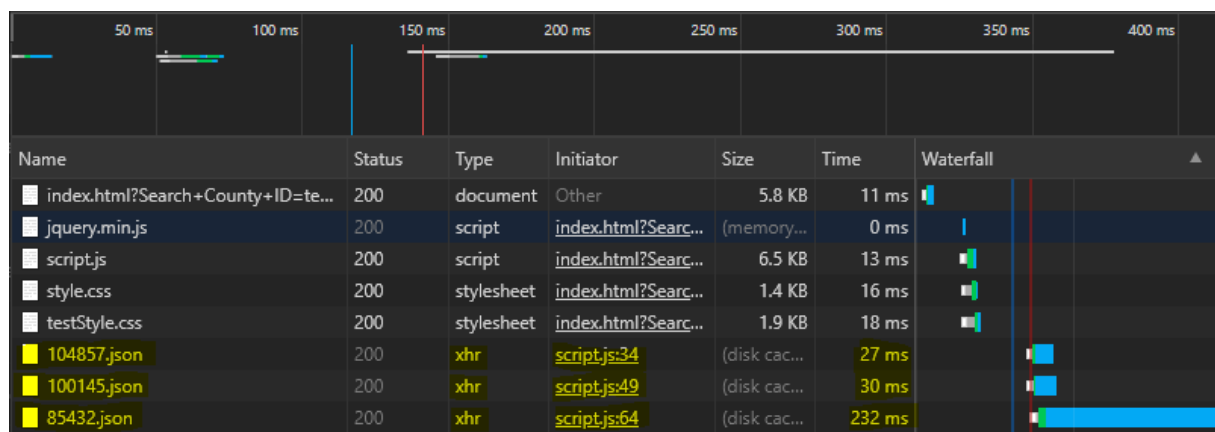 50 ms 100 ms 150 ms 200 ms 250 ms 300 ms 350 ms 400 ms
Name Status Type Initiator Size Time Waterfall
index.html?Search+County+ID=te... 200 document Other 5.8 KB 11 ms
jquery.min.js 200 script index.html?Searc... (memory... 0 ms
script.js 200 script index.html?Searc... 6.5 KB 13 ms
style.css 200 stylesheet index.html?Searc... 1.4 KB 16 ms
testStyle.css 200 stylesheet index.html?Searc... 1.9 KB 18 ms
104857.json 200 xhr script.js:34 (disk cac... 27 ms
100145.json 200 xhr script.js:49 (disk cac... 30 ms
85432.json 200 xhr script.js:64 (disk cac... 232 ms